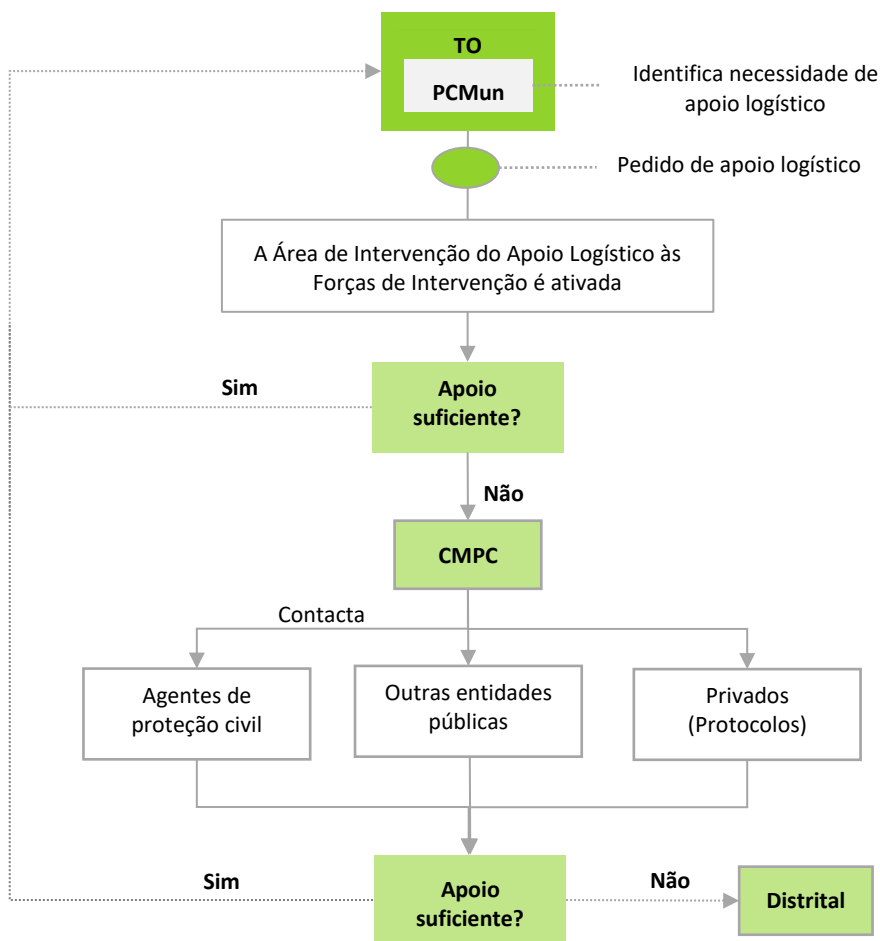 TO
PCMun
Identifica necessidade de
apoio logístico
Pedido de apoio logístico
A Área de Intervenção do Apoio Logístico às
Forças de Intervenção é ativada
Sim
Apoio
suficiente?
Não
CMPC
Contacta
Agentes de
proteção civil
Outras entidades
públicas
Privados
(Protocolos)
Sim
Apoio
suficiente?
Não
Distrital